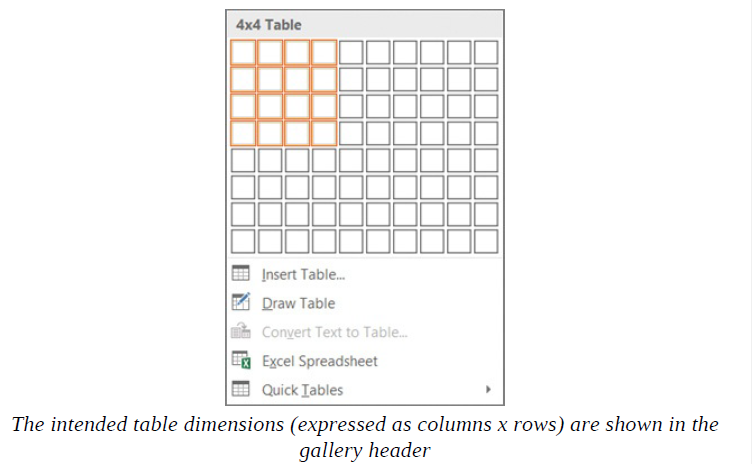 4x4 Table
Insert Table...
Draw Table
Convert Text to Table...
Excel Spreadsheet
Quick Tables
The intended table dimensions (expressed as columns x rows) are shown in the
gallery header